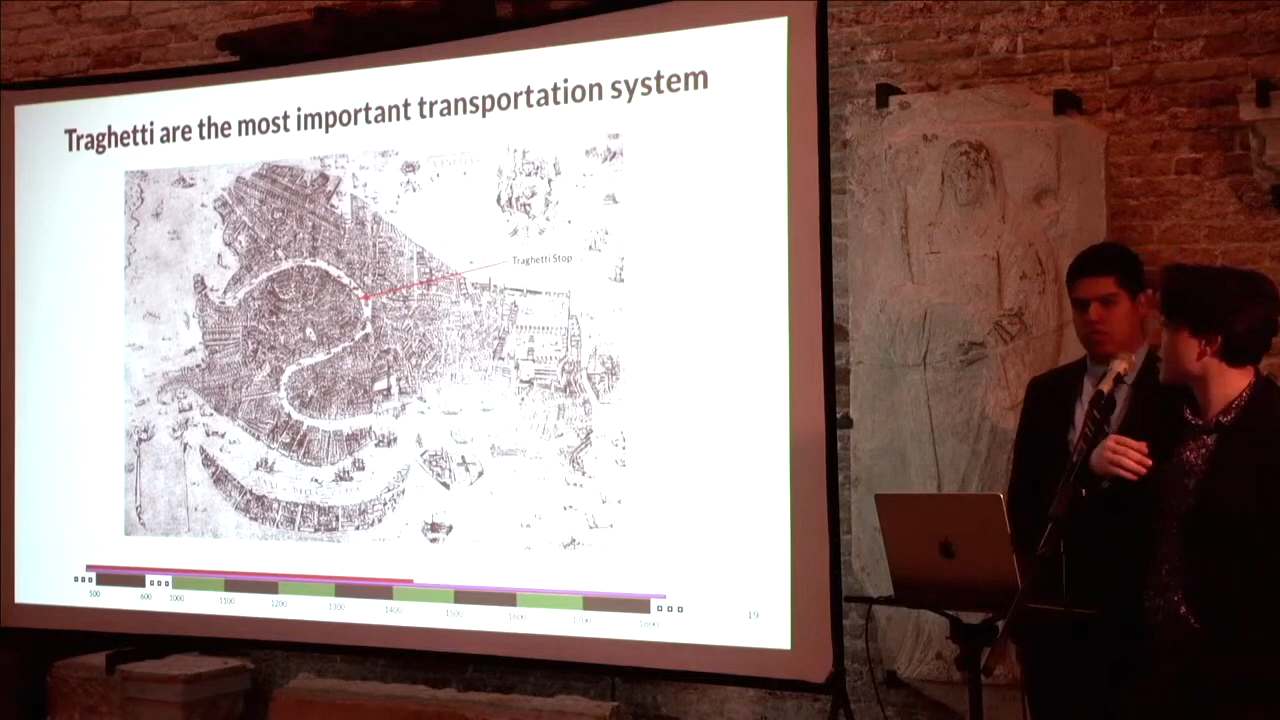 Traghetti are the most important transportation system
Traghetti Stop
500 600 1000 1100 1200 1300 1400 1500 1600 1700 1800
19